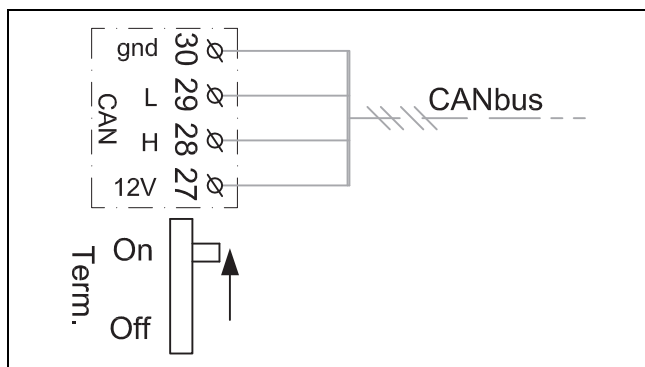 gnd 30
L 29
H 28
12V 27
CAN
CANbus
On
Off
Term.